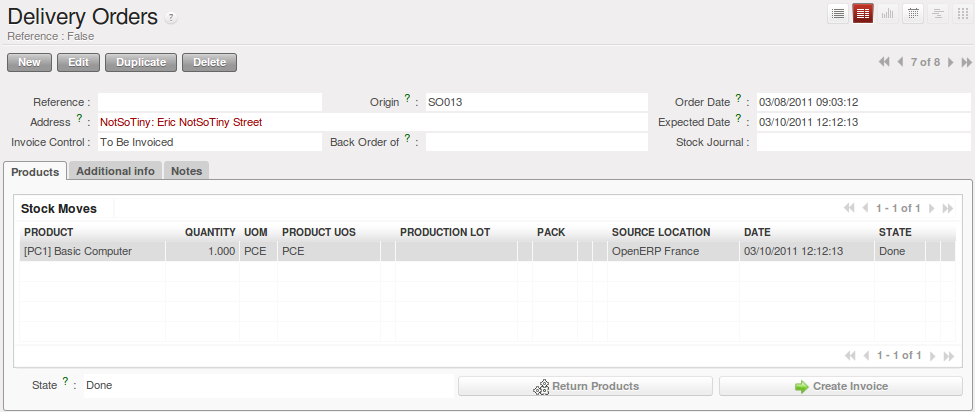 Delivery Orders ?
Reference : False
New Edit Duplicate Delete 7 of 8
Reference : Origin ? : SO013 Order Date ? : 03/08/2011 09:03:12
Address ? : NotSoTiny: Eric NotSoTiny Street Expected Date ? : 03/10/2011 12:12:13
Invoice Control : To Be Invoiced Back Order of ? : Stock Journal :
Products Additional info Notes
Stock Moves 1 - 1 of 1
PRODUCT QUANTITY UOM PRODUCT UOS PRODUCTION LOT PACK SOURCE LOCATION DATE STATE
[PC1] Basic Computer 1.000 PCE PCE OpenERP France 03/10/2011 12:12:13 Done
1 - 1 of 1
State ? : Done Return Products Create Invoice